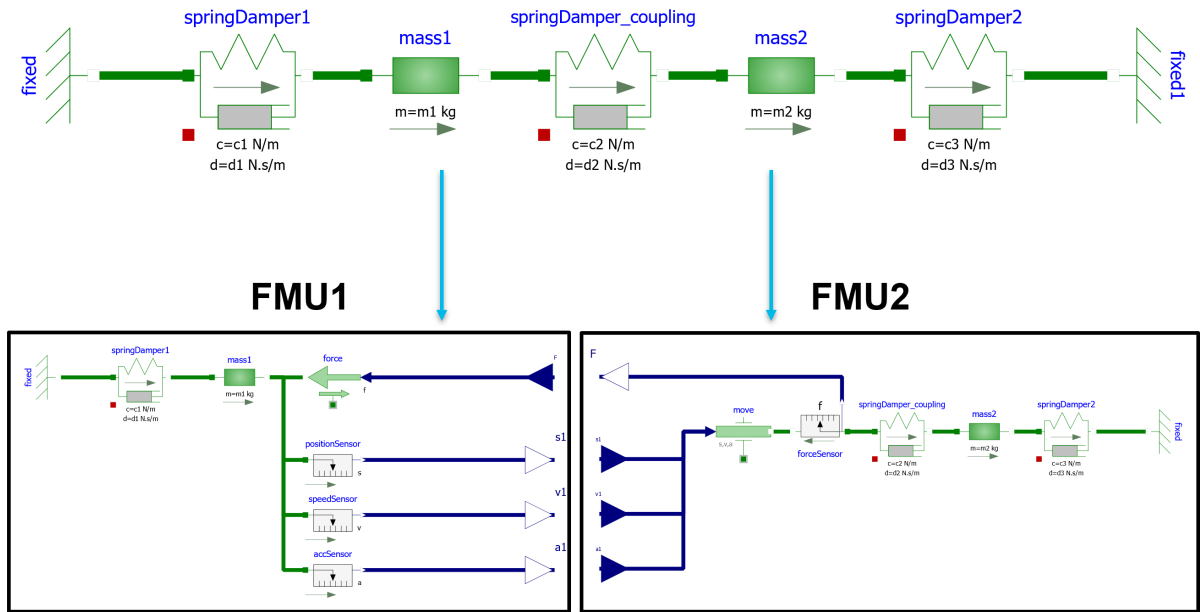 springDamper1
springDamper_coupling
springDamper2
mass1
mass2
fixed
fixed1
m=m1 kg
m=m2 kg
c=c1 N/m
d=d1 N.s/m
c=c2 N/m
d=d2 N.s/m
c=c3 N/m
d=d3 N.s/m
FMU1
FMU2
springDamper1
mass1
force
F
fixed
m=m1 kg
f
c=c1 N/m
d=d1 N.s/m
positionSensor
s
s1
speedSensor
v
v1
accSensor
a
a1
F
move
f
springDamper_coupling
mass2
springDamper2
s,v,a
forceSensor
m=m2 kg
fixed
c=c2 N/m
d=d2 N.s/m
c=c3 N/m
d=d3 N.s/m
s1
v1
a1